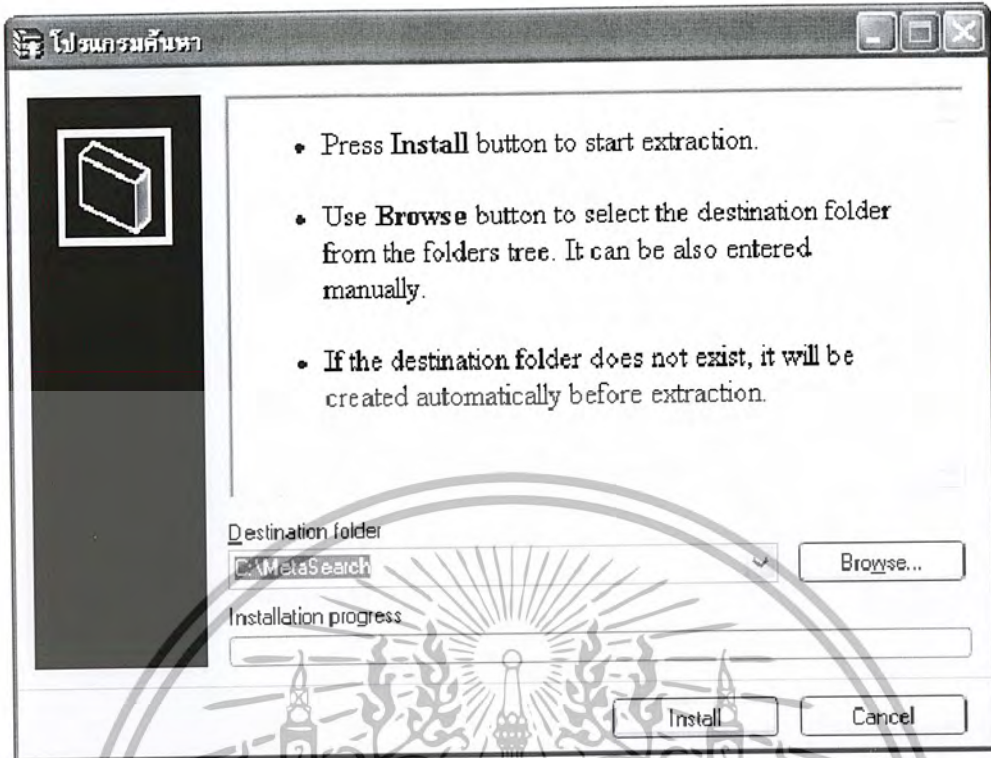 โปรแกรมค้นหา
• Press Install button to start extraction.
• Use Browse button to select the destination folder
from the folders tree. It can be also entered
manually.
• If the destination folder does not exist, it will be
created automatically before extraction.
Destination folder
C:\MetaSearch
Browse...
Installation progress
Install
Cancel